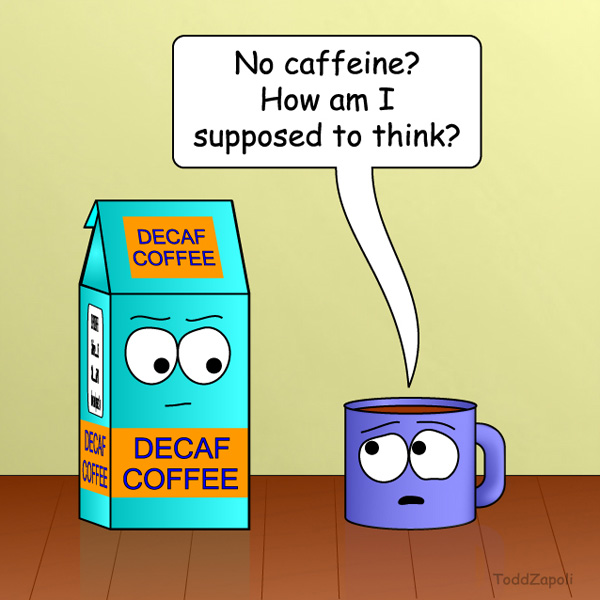 No caffeine?
How am I
supposed to think?
DECAF
COFFEE
DECAF
COFFEE
DECAF
COFFEE
ToddZapoli